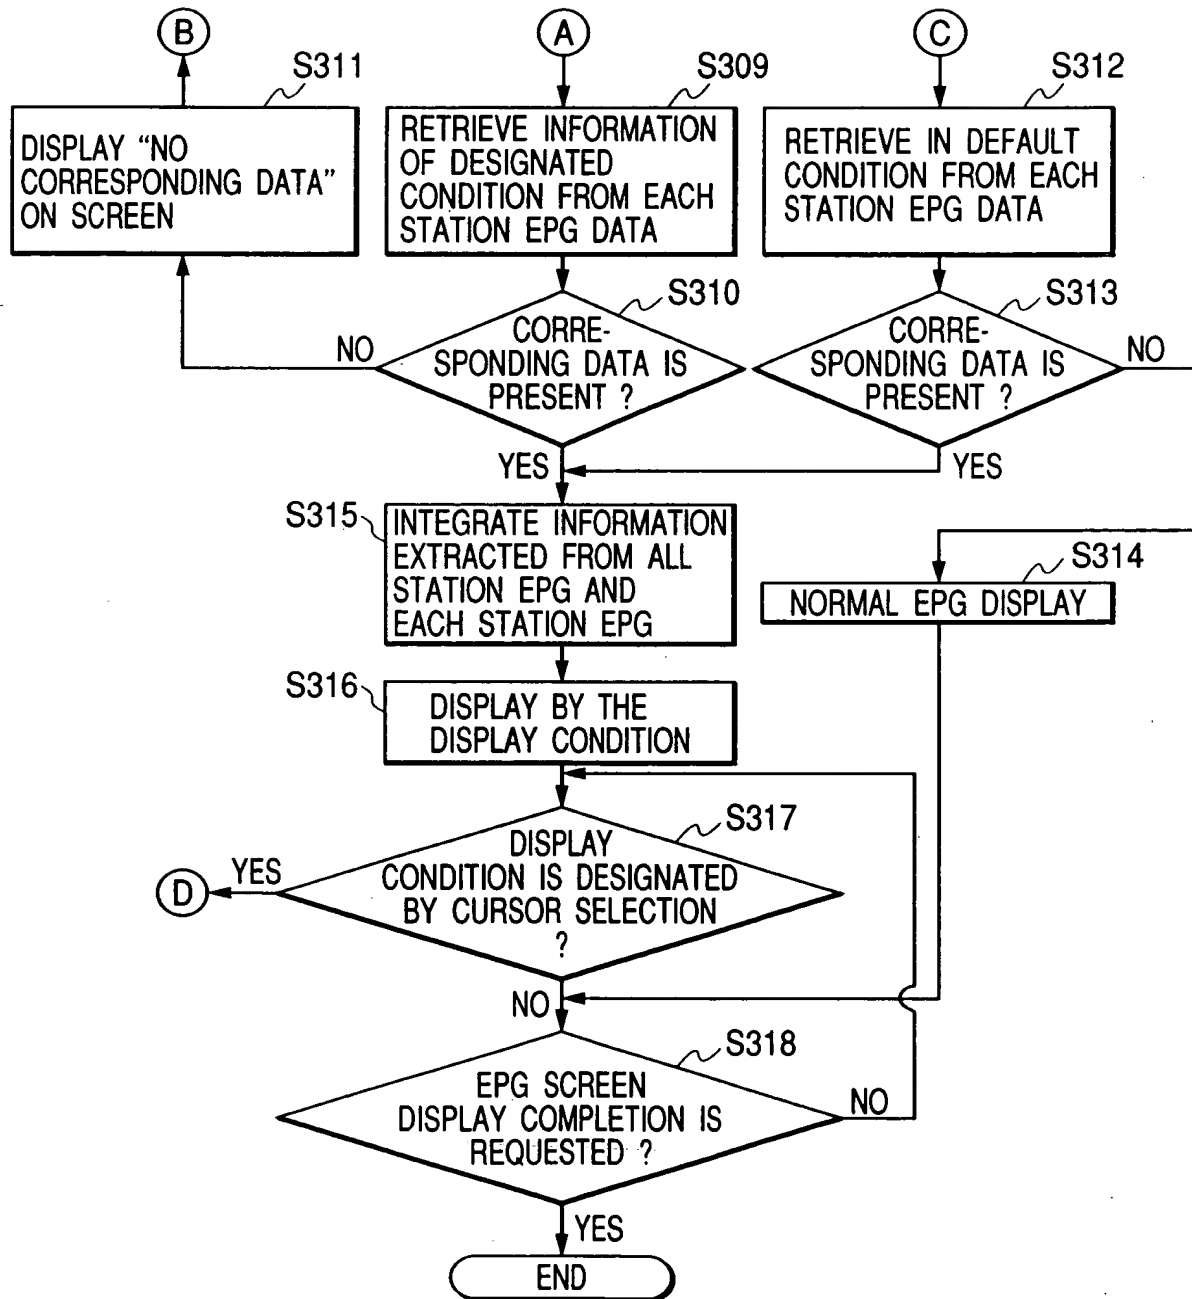 B
A
C
S311
S309
S312
DISPLAY "NO
CORRESPONDING DATA"
ON SCREEN
RETRIEVE INFORMATION
OF DESIGNATED
CONDITION FROM EACH
STATION EPG DATA
RETRIEVE IN DEFAULT
CONDITION FROM EACH
STATION EPG DATA
S310
S313
NO
CORRE-
SPONDING DATA IS
PRESENT ?
CORRE-
SPONDING DATA IS
PRESENT ?
NO
YES
YES
S315
INTEGRATE INFORMATION
EXTRACTED FROM ALL
STATION EPG AND
EACH STATION EPG
S314
NORMAL EPG DISPLAY
S316
DISPLAY BY THE
DISPLAY CONDITION
S317
D
YES
DISPLAY
CONDITION IS DESIGNATED
BY CURSOR SELECTION
?
NO
S318
EPG SCREEN
DISPLAY COMPLETION IS
REQUESTED ?
NO
YES
END